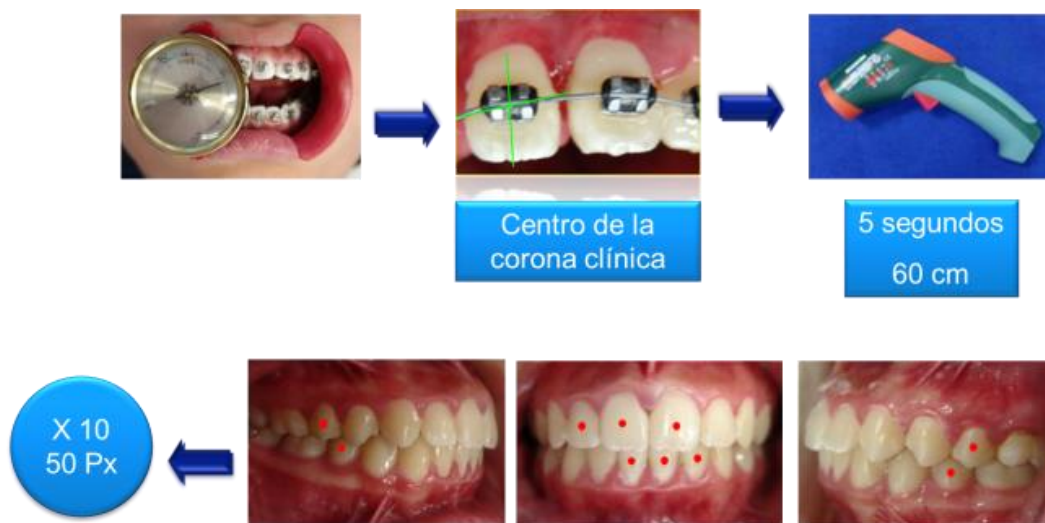 Centro de la
corona clínica
5 segundos
60 cm
X 10
50 Px